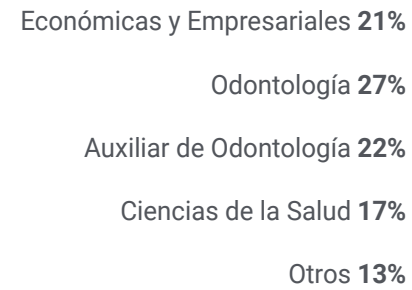 Económicas y Empresariales 21%
Odontología 27%
Auxiliar de Odontología 22%
Ciencias de la Salud 17%
Otros 13%